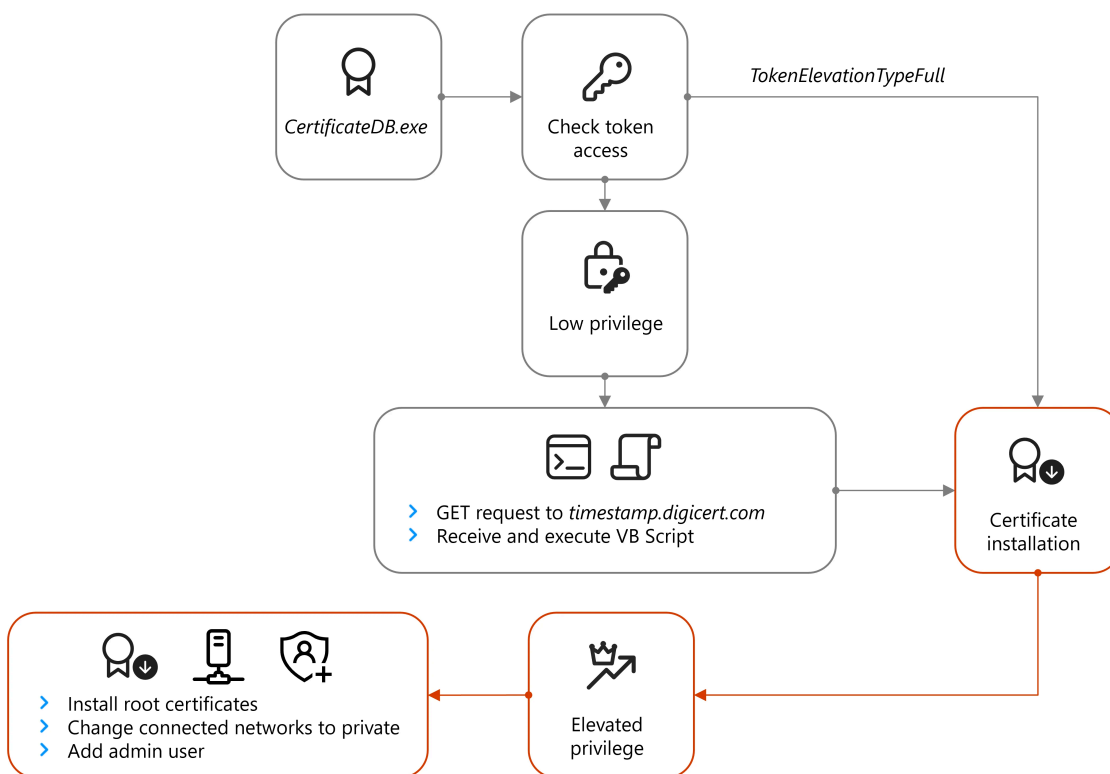 CertificateDB.exe
Check token
access
TokenElevationTypeFull
Low privilege
GET request to timestamp.digicert.com
Receive and execute VB Script
Certificate
installation
Install root certificates
Change connected networks to private
Add admin user
Elevated
privilege